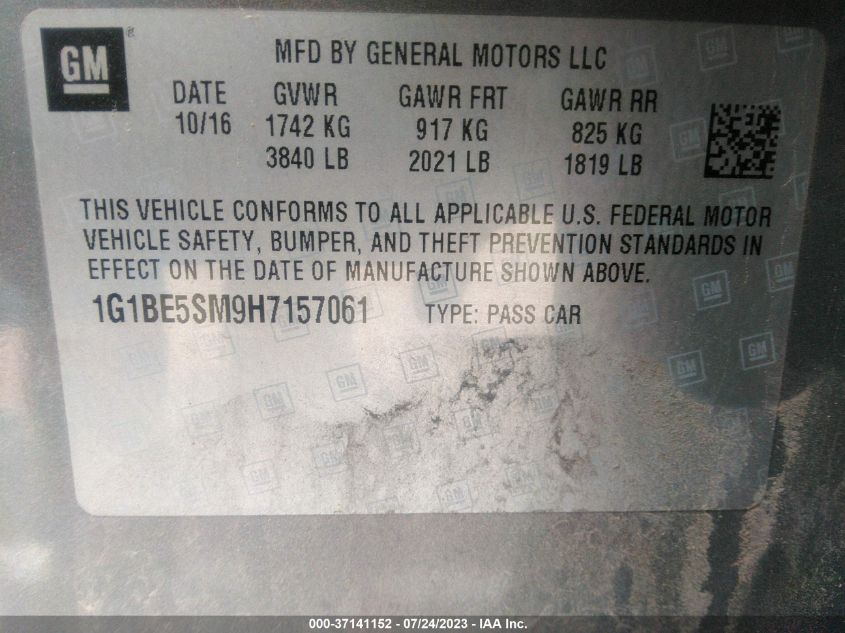 GM®
MFD BY GENERAL MOTORS LLC
DATE GVWR GAWR FRT GAWR RR
10/16 1742 KG 917 KG 825 KG
3840 LB 2021 LB 1819 LB
THIS VEHICLE CONFORMS TO ALL APPLICABLE U.S. FEDERAL MOTOR
VEHICLE SAFETY, BUMPER, AND THEFT PREVENTION STANDARDS IN
EFFECT ON THE DATE OF MANUFACTURE SHOWN ABOVE.
1G1BE5SM9H7157061 TYPE: PASS CAR
000-37141152 - 07/24/2023 - IAA Inc.